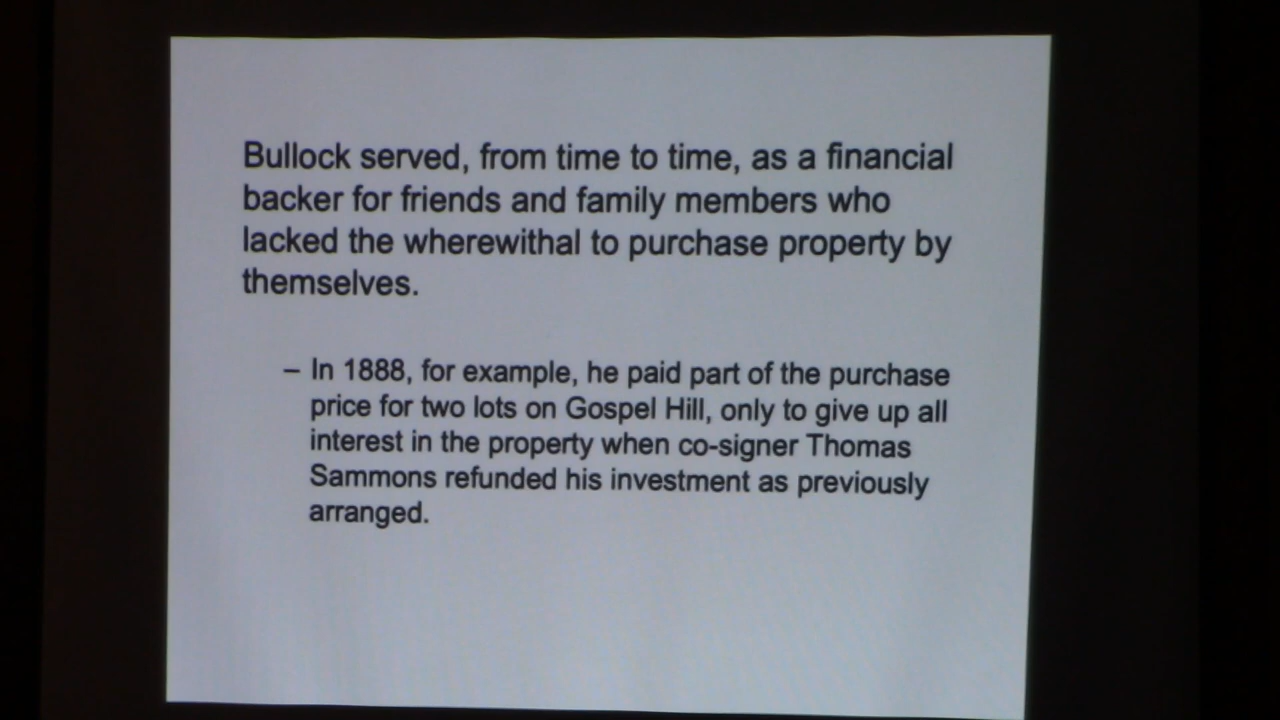 Bullock served, from time to time, as a financial
backer for friends and family members who
lacked the wherewithal to purchase property by
themselves.
– In 1888, for example, he paid part of the purchase
price for two lots on Gospel Hill, only to give up all
interest in the property when co-signer Thomas
Sammons refunded his investment as previously
arranged.